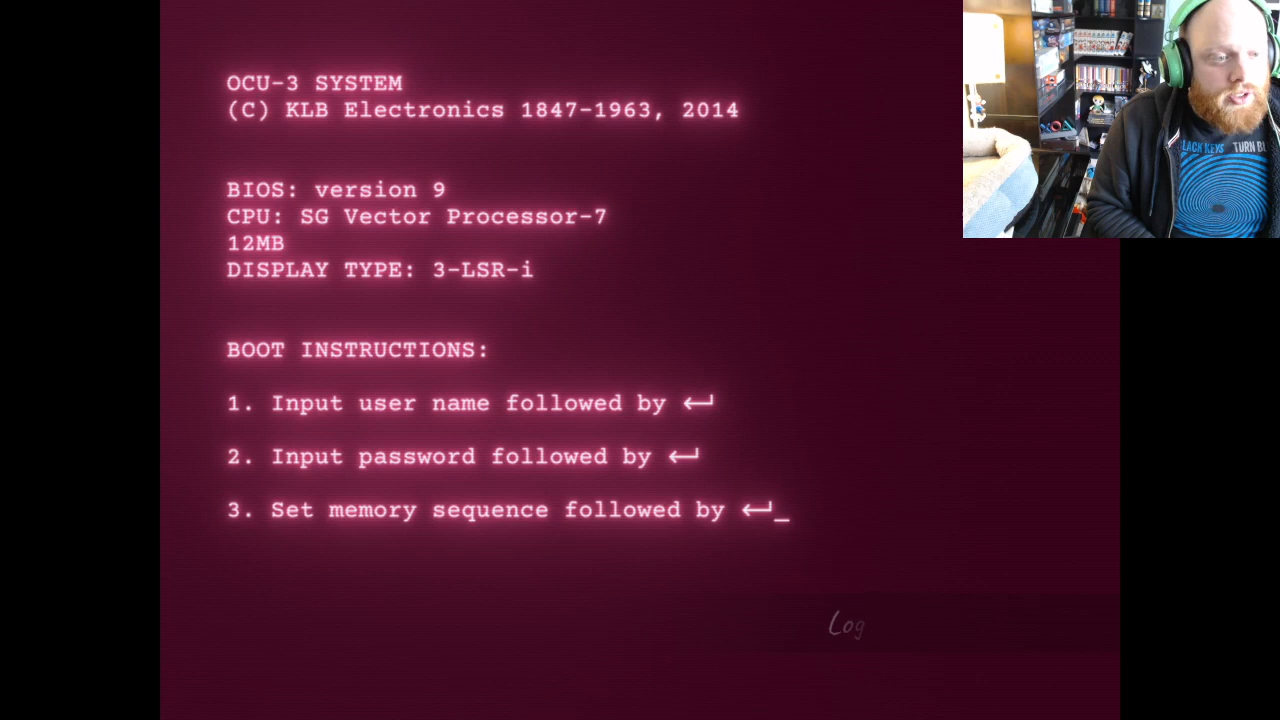 OCU-3 SYSTEM
(C) KLB Electronics 1847-1963, 2014
BIOS: version 9
CPU: SG Vector Processor-7
12MB
DISPLAY TYPE: 3-LSR-i
BOOT INSTRUCTIONS:
1. Input user name followed by ↵
2. Input password followed by ↵
3. Set memory sequence followed by ↵_
Log
KEYS TURN